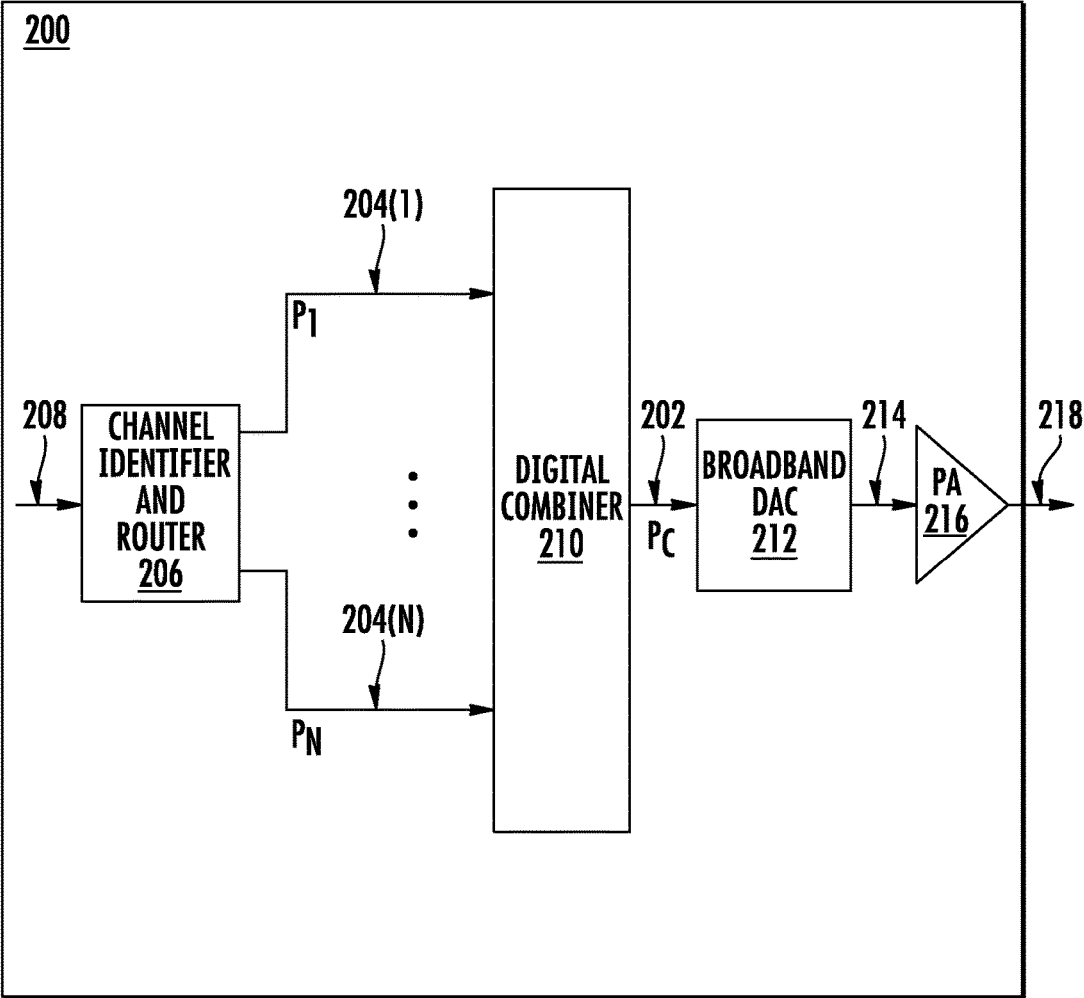 200
204(1)
P1
208
CHANNEL
IDENTIFIER
AND
ROUTER
206
DIGITAL
COMBINER
210
202
PC
BROADBAND
DAC
212
214
PA
216
218
204(N)
PN